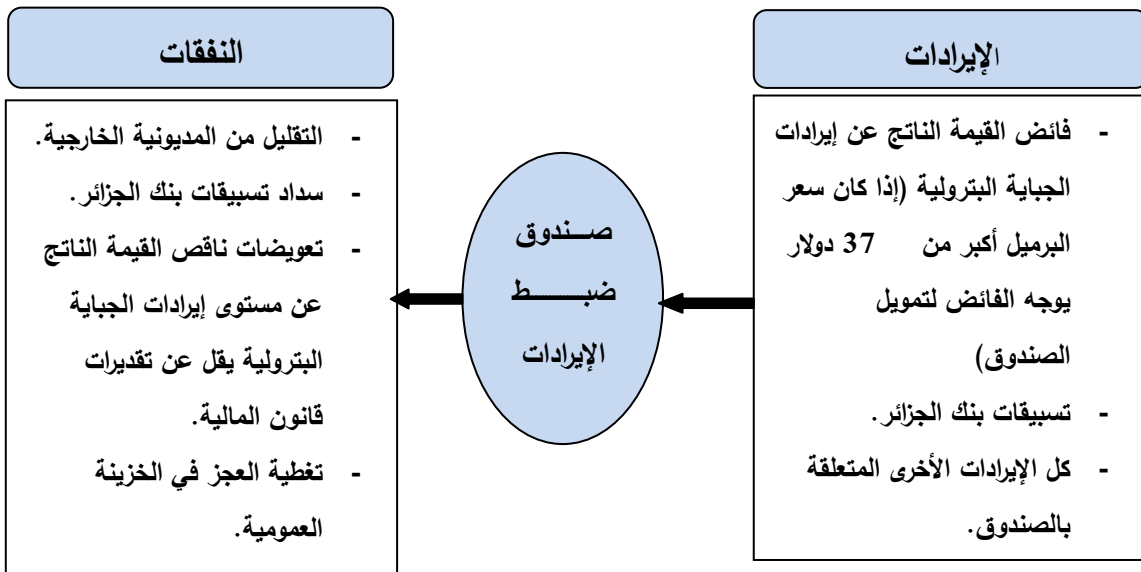 الإيرادات
- فائض القيمة الناتج عن إيرادات
الجباية البترولية (إذا كان سعر
البرميل أكبر من 37 دولار
يوجه الفائض لتمويل
الصندوق)
- تسبيقات بنك الجزائر.
- كل الإيرادات الأخرى المتعلقة
بالصندوق.
صـــندوق
ضبــــــــط
الإيرادات
النفقات
- التقليل من المديونية الخارجية.
- سداد تسبيقات بنك الجزائر.
- تعويضات ناقص القيمة الناتج
عن مستوى إيرادات الجباية
البترولية يقل عن تقديرات
قانون المالية.
- تغطية العجز في الخزينة
العمومية.